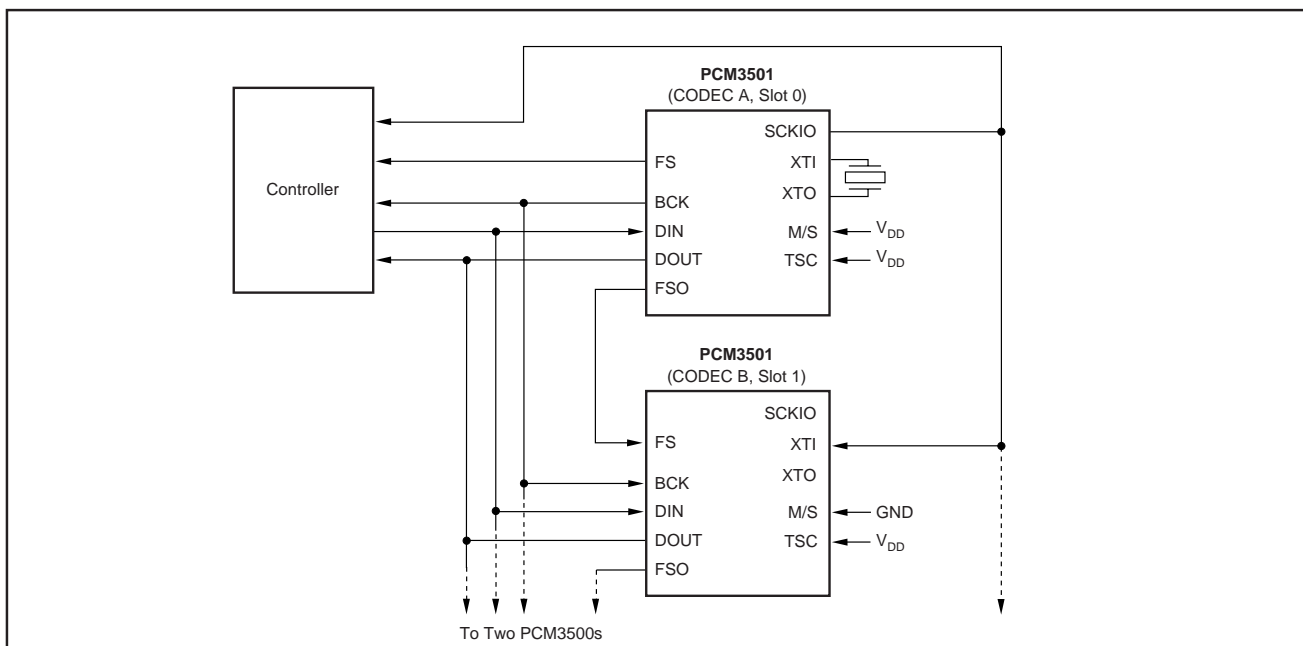 PCM3501
(CODEC A, Slot 0)
Controller
SCKIO
FS
XTI
BCK
XTO
DIN
M/S
VDD
DOUT
TSC
VDD
FSO
PCM3501
(CODEC B, Slot 1)
SCKIO
FS
XTI
BCK
XTO
DIN
M/S
GND
DOUT
TSC
VDD
FSO
To Two PCM3500s